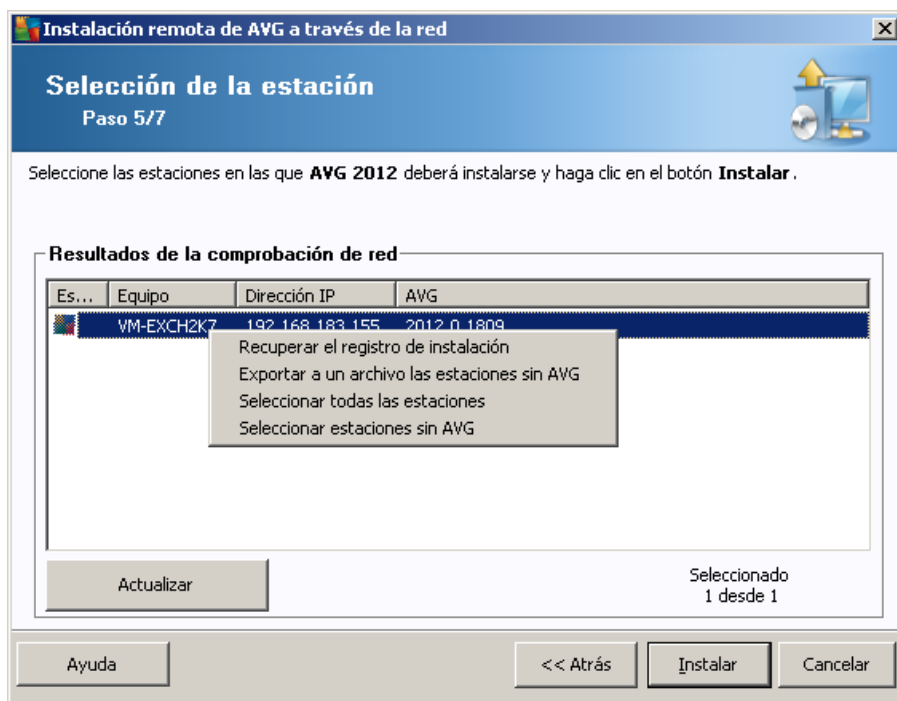 Instalación remota de AVG a través de la red
Selección de la estación
Paso 5/7
Seleccione las estaciones en las que AVG 2012 deberá instalarse y haga clic en el botón Instalar.
Resultados de la comprobación de red
Es... Equipo Dirección IP AVG
VM-EXCH2K7 192.168.183.155 2012.0.1809
Recuperar el registro de instalación
Exportar a un archivo las estaciones sin AVG
Seleccionar todas las estaciones
Seleccionar estaciones sin AVG
Actualizar
Seleccionado
1 desde 1
Ayuda << Atrás Instalar Cancelar